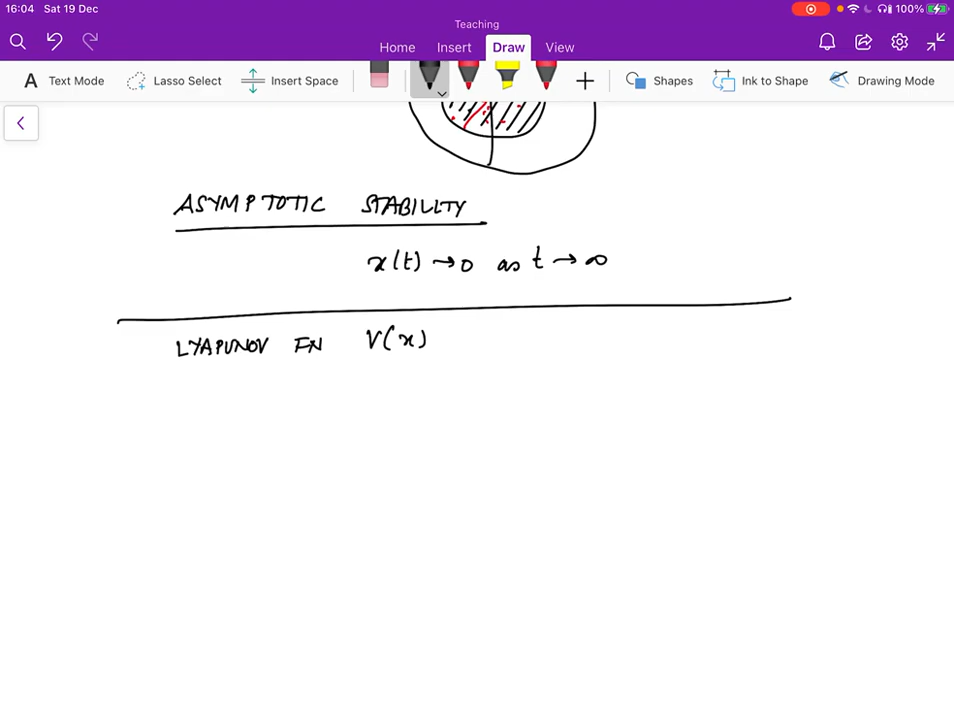 16:04 Sat 19 Dec
100%
Teaching
Home Insert Draw View
A Text Mode Lasso Select Insert Space Shapes Ink to Shape Drawing Mode
ASYMPTOTIC STABILITY
x(t) → 0 as t → ∞
LYAPUNOV FN V(x)